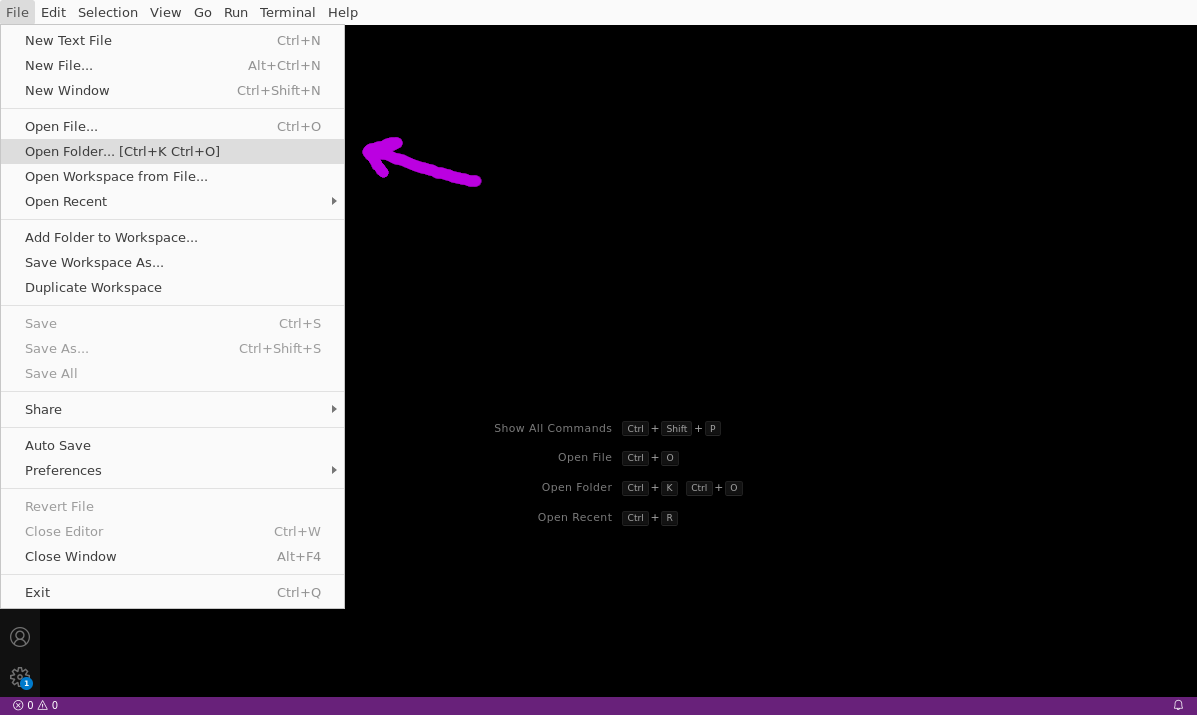 File Edit Selection View Go Run Terminal Help
New Text File Ctrl+N
New File... Alt+Ctrl+N
New Window Ctrl+Shift+N
Open File... Ctrl+O
Open Folder... [Ctrl+K Ctrl+O]
Open Workspace from File...
Open Recent
Add Folder to Workspace...
Save Workspace As...
Duplicate Workspace
Save Ctrl+S
Save As... Ctrl+Shift+S
Save All
Share
Auto Save
Preferences
Revert File
Close Editor Ctrl+W
Close Window Alt+F4
Exit Ctrl+Q
Show All Commands Ctrl + Shift + P
Open File Ctrl + O
Open Folder Ctrl + K Ctrl + O
Open Recent Ctrl + R
1
0 0